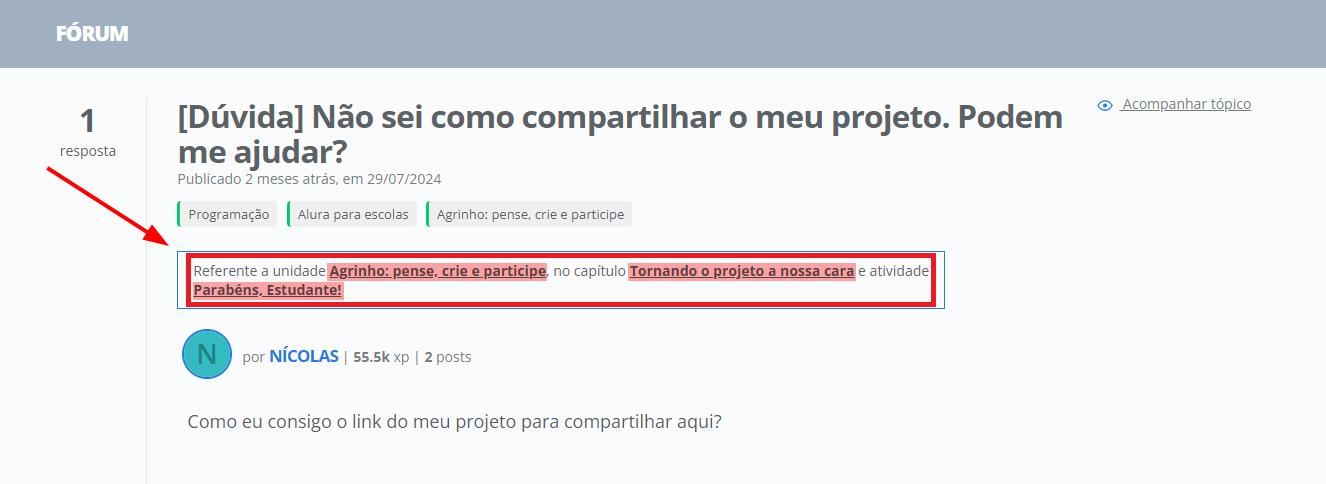 FÓRUM
1
resposta
[Dúvida] Não sei como compartilhar o meu projeto. Podem
me ajudar?
Acompanhar tópico
Publicado 2 meses atrás, em 29/07/2024
Programação
Alura para escolas
Agrinho: pense, crie e participe
Referente a unidade Agrinho: pense, crie e participe, no capítulo Tornando o projeto a nossa cara e atividade
Parabéns, Estudante!
N
por NÍCOLAS | 55.5k xp | 2 posts
Como eu consigo o link do meu projeto para compartilhar aqui?